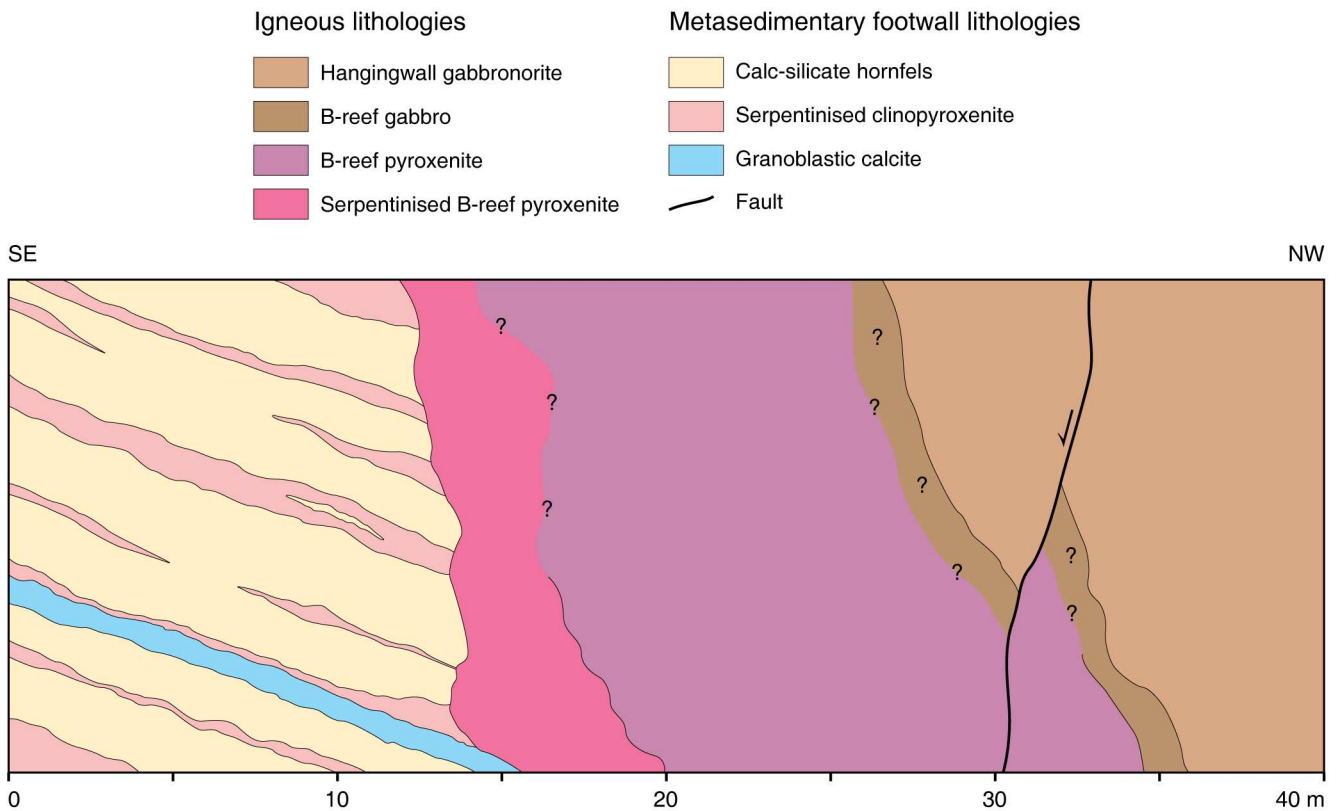 Igneous lithologies
Hangingwall gabbronorite
B-reef gabbro
B-reef pyroxenite
Serpentinised B-reef pyroxenite
Metasedimentary footwall lithologies
Calc-silicate hornfels
Serpentinised clinopyroxenite
Granoblastic calcite
Fault
SE
NW
?
?
?
?
?
?
?
?
?
0
10
20
30
40 m